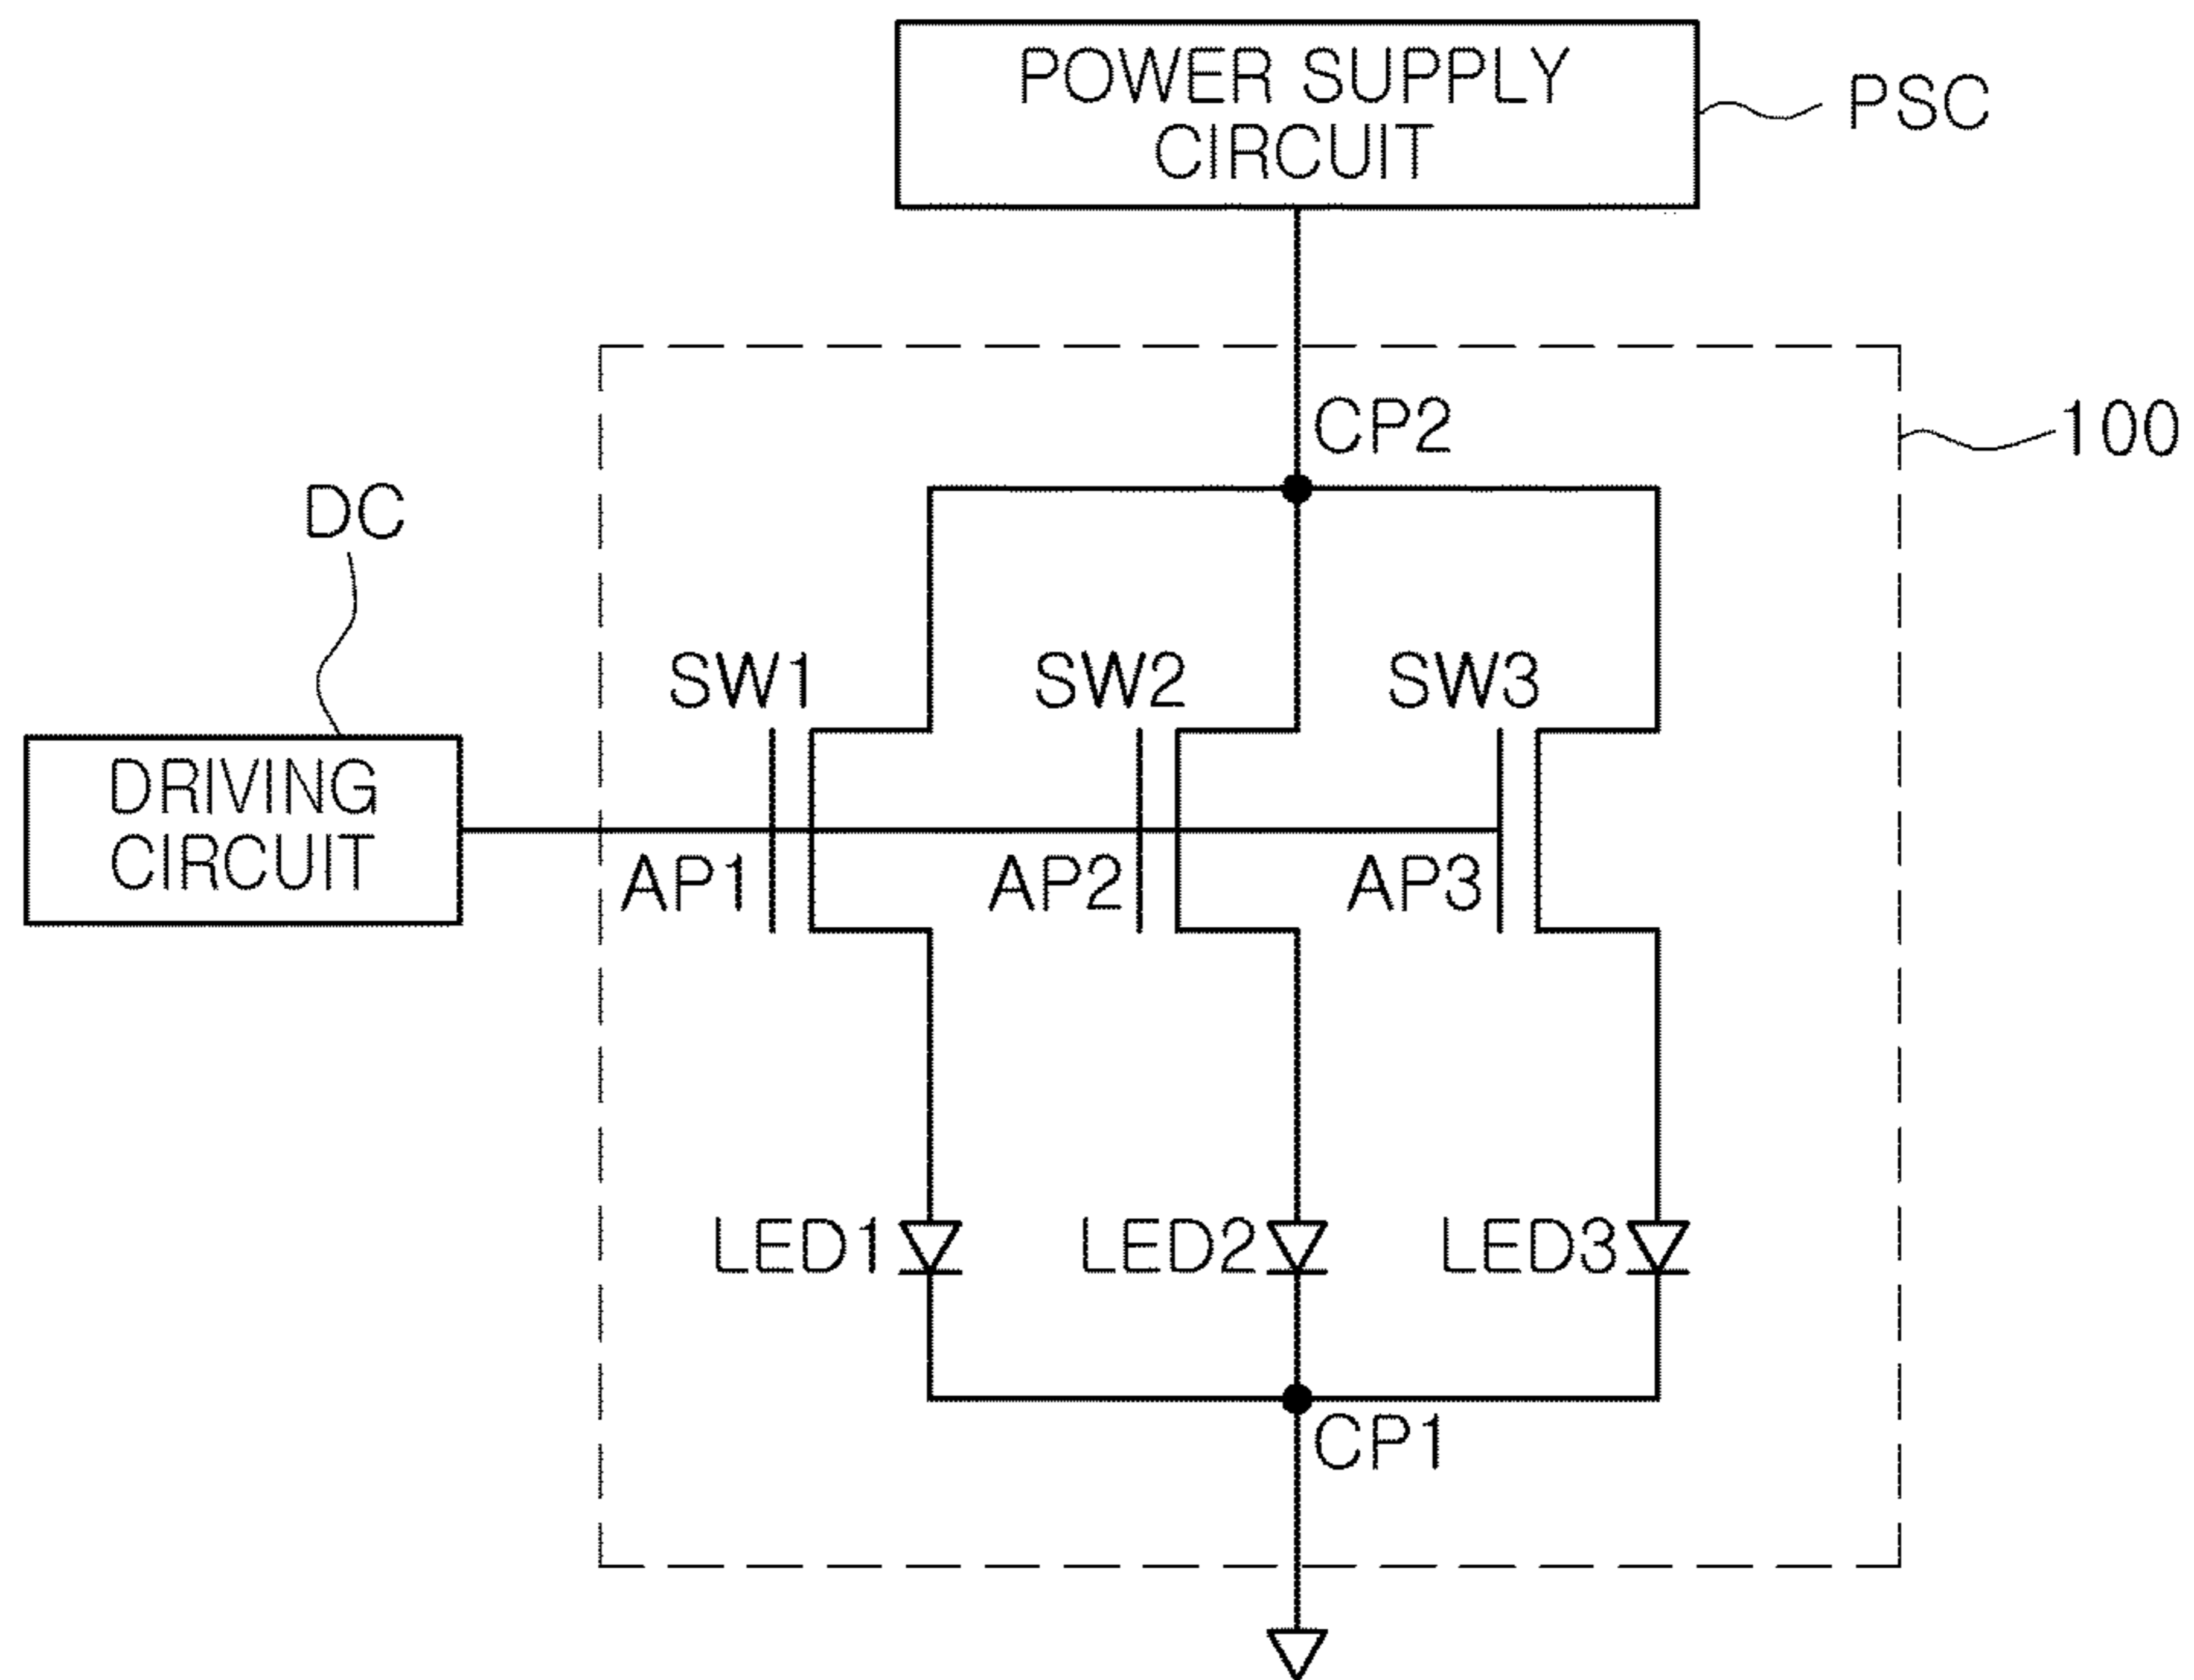 POWER SUPPLY
CIRCUIT
PSC
CP2
100
DC
SW1
SW2
SW3
DRIVING
CIRCUIT
AP1
AP2
AP3
LED1
LED2
LED3
CP1